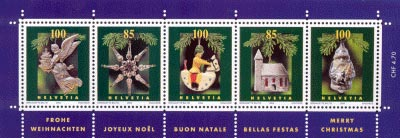 100
85
100
85
100
HELVETIA
HELVETIA
HELVETIA
HELVETIA
HELVETIA
CHF 4.70
FROHE
WEIHNACHTEN
JOYEUX NOËL
BUON NATALE
BELLAS FESTAS
MERRY
CHRISTMAS